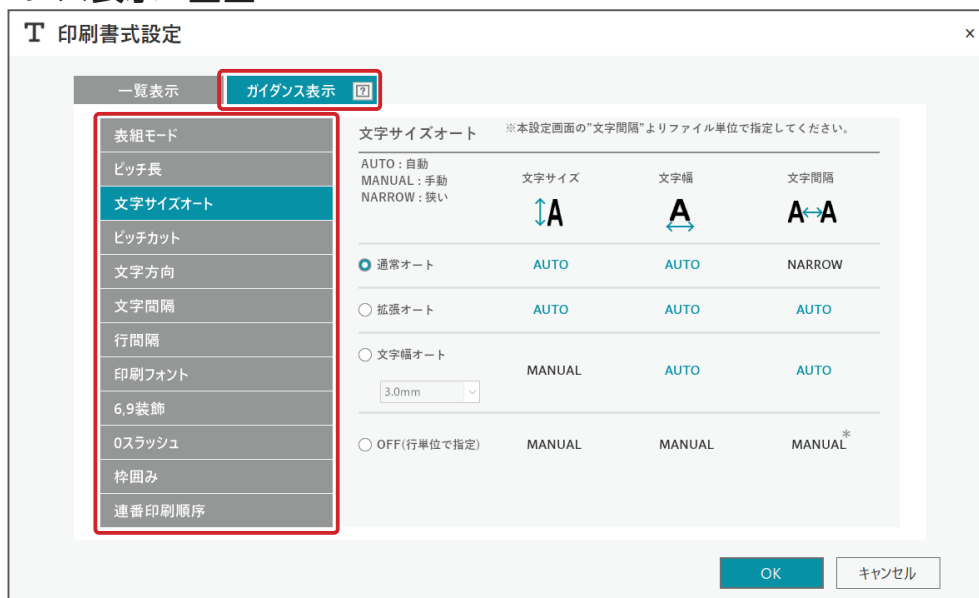 T 印刷書式設定 ×
一覧表示 ガイダンス表示 ?
表組モード
ピッチ長
文字サイズオート
ピッチカット
文字方向
文字間隔
行間隔
印刷フォント
6,9装飾
0スラッシュ
枠囲み
連番印刷順序
文字サイズオート ※本設定画面の"文字間隔"よりファイル単位で指定してください。
AUTO : 自動
MANUAL : 手動
NARROW : 狭い
文字サイズ 文字幅 文字間隔
A A A A
通常オート AUTO AUTO NARROW
拡張オート AUTO AUTO AUTO
文字幅オート MANUAL AUTO AUTO
3.0mm
OFF(行単位で指定) MANUAL MANUAL MANUAL*
OK キャンセル